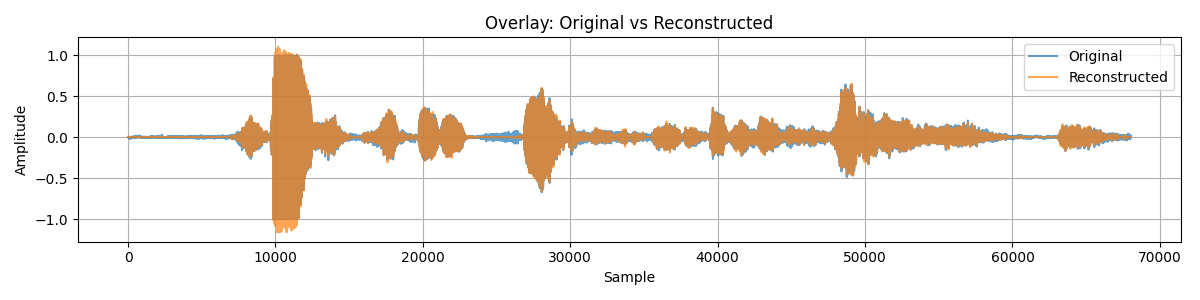 Overlay: Original vs Reconstructed
Original
Reconstructed
1.0
0.5
0.0
−0.5
−1.0
Amplitude
0
10000
20000
30000
40000
50000
60000
70000
Sample